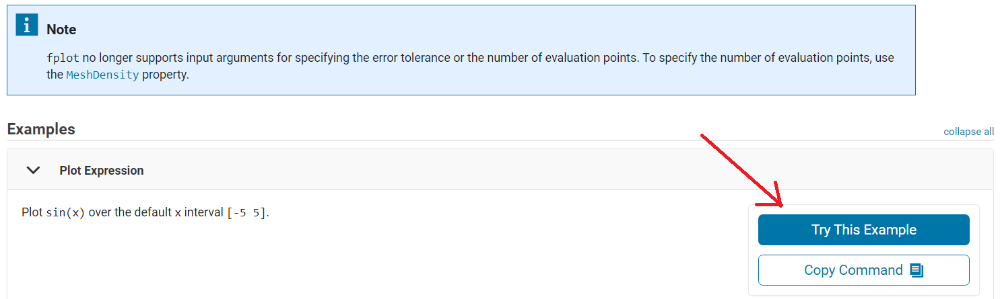 i
Note
fplot no longer supports input arguments for specifying the error tolerance or the number of evaluation points. To specify the number of evaluation points, use
the MeshDensity property.
Examples
collapse all
Plot Expression
Plot sin(x) over the default x interval [-5 5].
Try This Example
Copy Command